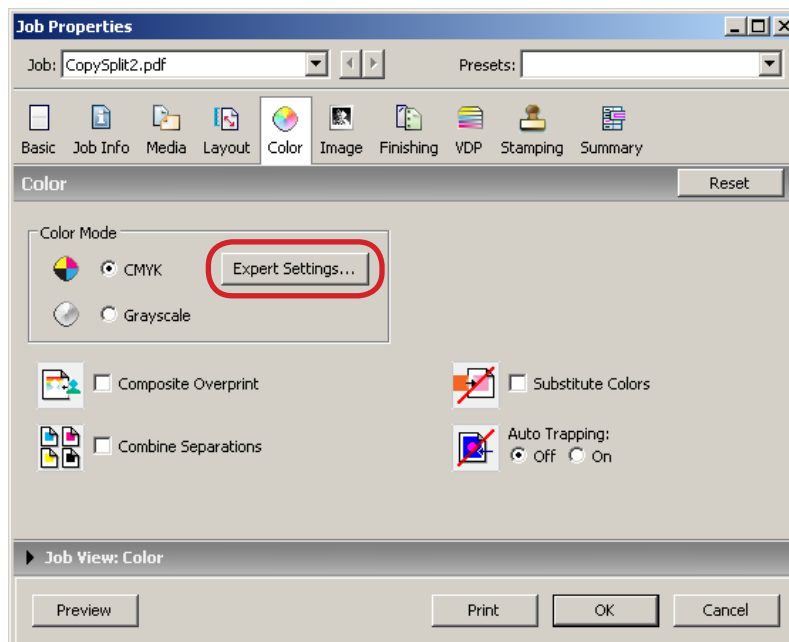 Job Properties
Job: CopySplit2.pdf Presets:
Basic Job Info Media Layout Color Image Finishing VDP Stamping Summary
Color Reset
Color Mode
CMYK Expert Settings...
Grayscale
Composite Overprint Substitute Colors
Combine Separations Auto Trapping:
Off On
Job View: Color
Preview Print OK Cancel